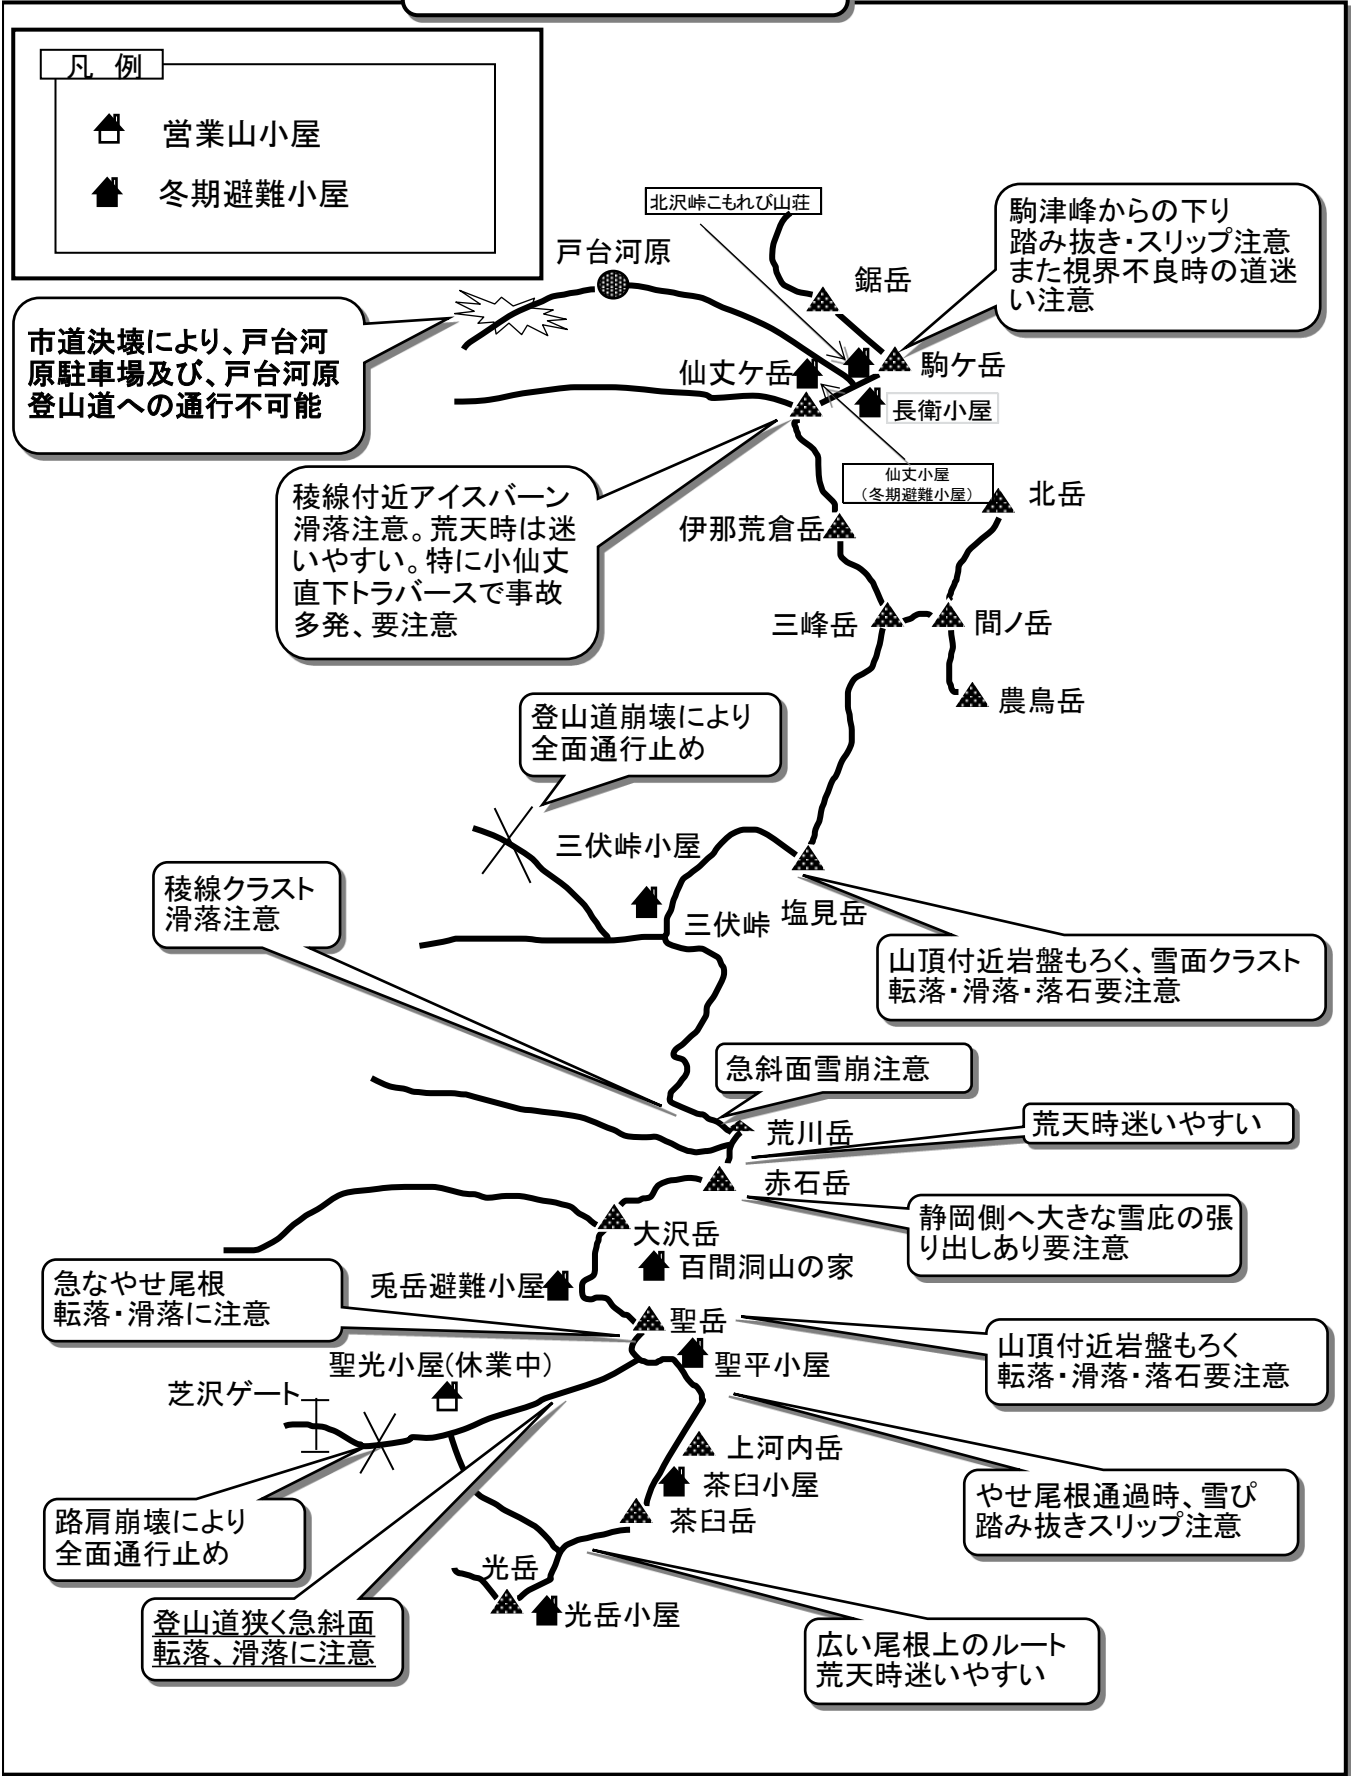 凡 例
営業山小屋
冬期避難小屋
北沢峠こもれび山荘
駒津峰からの下り
踏み抜き・スリップ注意
また視界不良時の道迷
い注意
戸台河原
鋸岳
市道決壊により、戸台河
原駐車場及び、戸台河原
登山道への通行不可能
仙丈ケ岳
駒ケ岳
長衛小屋
仙丈小屋
（冬期避難小屋）
北岳
稜線付近アイスバーン
滑落注意。荒天時は迷
いやすい。特に小仙丈
直下トラバースで事故
多発、要注意
伊那荒倉岳
三峰岳
間ノ岳
農鳥岳
登山道崩壊により
全面通行止め
三伏峠小屋
稜線クラスト
滑落注意
三伏峠
塩見岳
山頂付近岩盤もろく、雪面クラスト
転落・滑落・落石要注意
急斜面雪崩注意
荒川岳
荒天時迷いやすい
赤石岳
静岡側へ大きな雪庇の張
り出しあり要注意
大沢岳
百間洞山の家
急なやせ尾根
転落・滑落に注意
兎岳避難小屋
聖岳
山頂付近岩盤もろく
転落・滑落・落石要注意
聖光小屋(休業中)
聖平小屋
芝沢ゲート
上河内岳
茶臼小屋
やせ尾根通過時、雪ぴ
踏み抜きスリップ注意
路肩崩壊により
全面通行止め
茶臼岳
光岳
光岳小屋
登山道狭く急斜面
転落、滑落に注意
広い尾根上のルート
荒天時迷いやすい